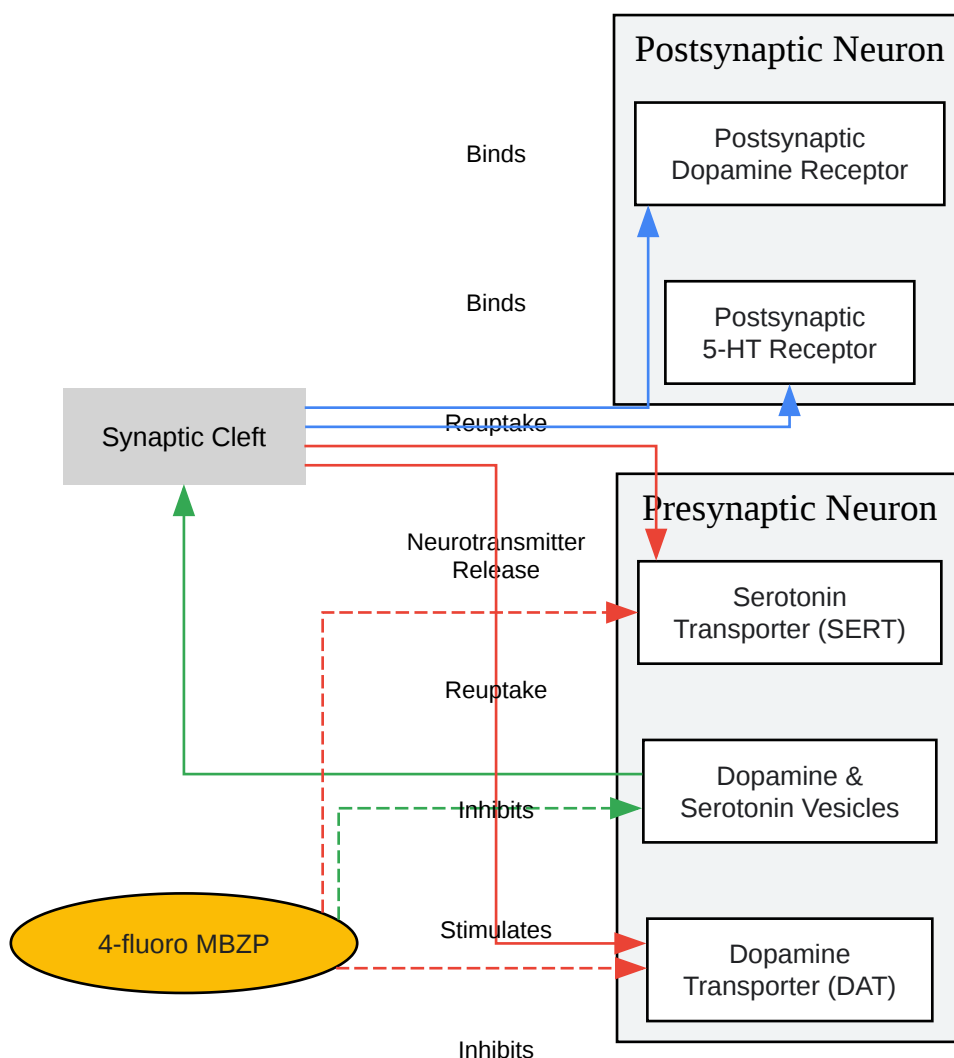 Postsynaptic Neuron
Postsynaptic
Dopamine Receptor
Binds
Binds
Postsynaptic
5-HT Receptor
Synaptic Cleft
Reuptake
Presynaptic Neuron
Neurotransmitter
Release
Serotonin
Transporter (SERT)
Reuptake
Dopamine &
Serotonin Vesicles
Inhibits
4-fluoro MBZP
Stimulates
Dopamine
Transporter (DAT)
Inhibits